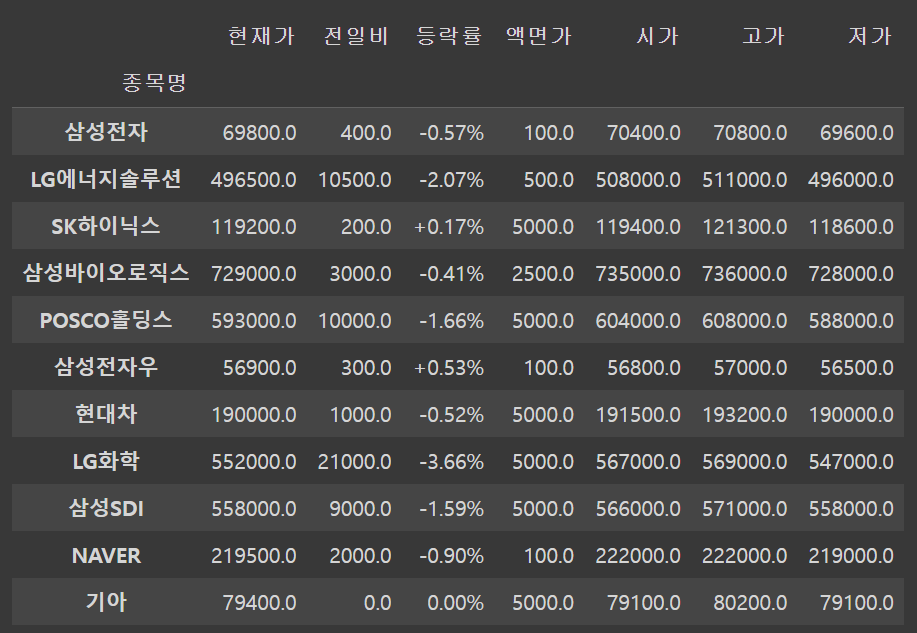 현재가 전일비 등락률 액면가 시가 고가 저가
종목명
삼성전자 69800.0 400.0 -0.57% 100.0 70400.0 70800.0 69600.0
LG에너지솔루션 496500.0 10500.0 -2.07% 500.0 508000.0 511000.0 496000.0
SK하이닉스 119200.0 200.0 +0.17% 5000.0 119400.0 121300.0 118600.0
삼성바이오로직스 729000.0 3000.0 -0.41% 2500.0 735000.0 736000.0 728000.0
POSCO홀딩스 593000.0 10000.0 -1.66% 5000.0 604000.0 608000.0 588000.0
삼성전자우 56900.0 300.0 +0.53% 100.0 56800.0 57000.0 56500.0
현대차 190000.0 1000.0 -0.52% 5000.0 191500.0 193200.0 190000.0
LG화학 552000.0 21000.0 -3.66% 5000.0 567000.0 569000.0 547000.0
삼성SDI 558000.0 9000.0 -1.59% 5000.0 566000.0 571000.0 558000.0
NAVER 219500.0 2000.0 -0.90% 100.0 222000.0 222000.0 219000.0
기아 79400.0 0.0 0.00% 5000.0 79100.0 80200.0 79100.0